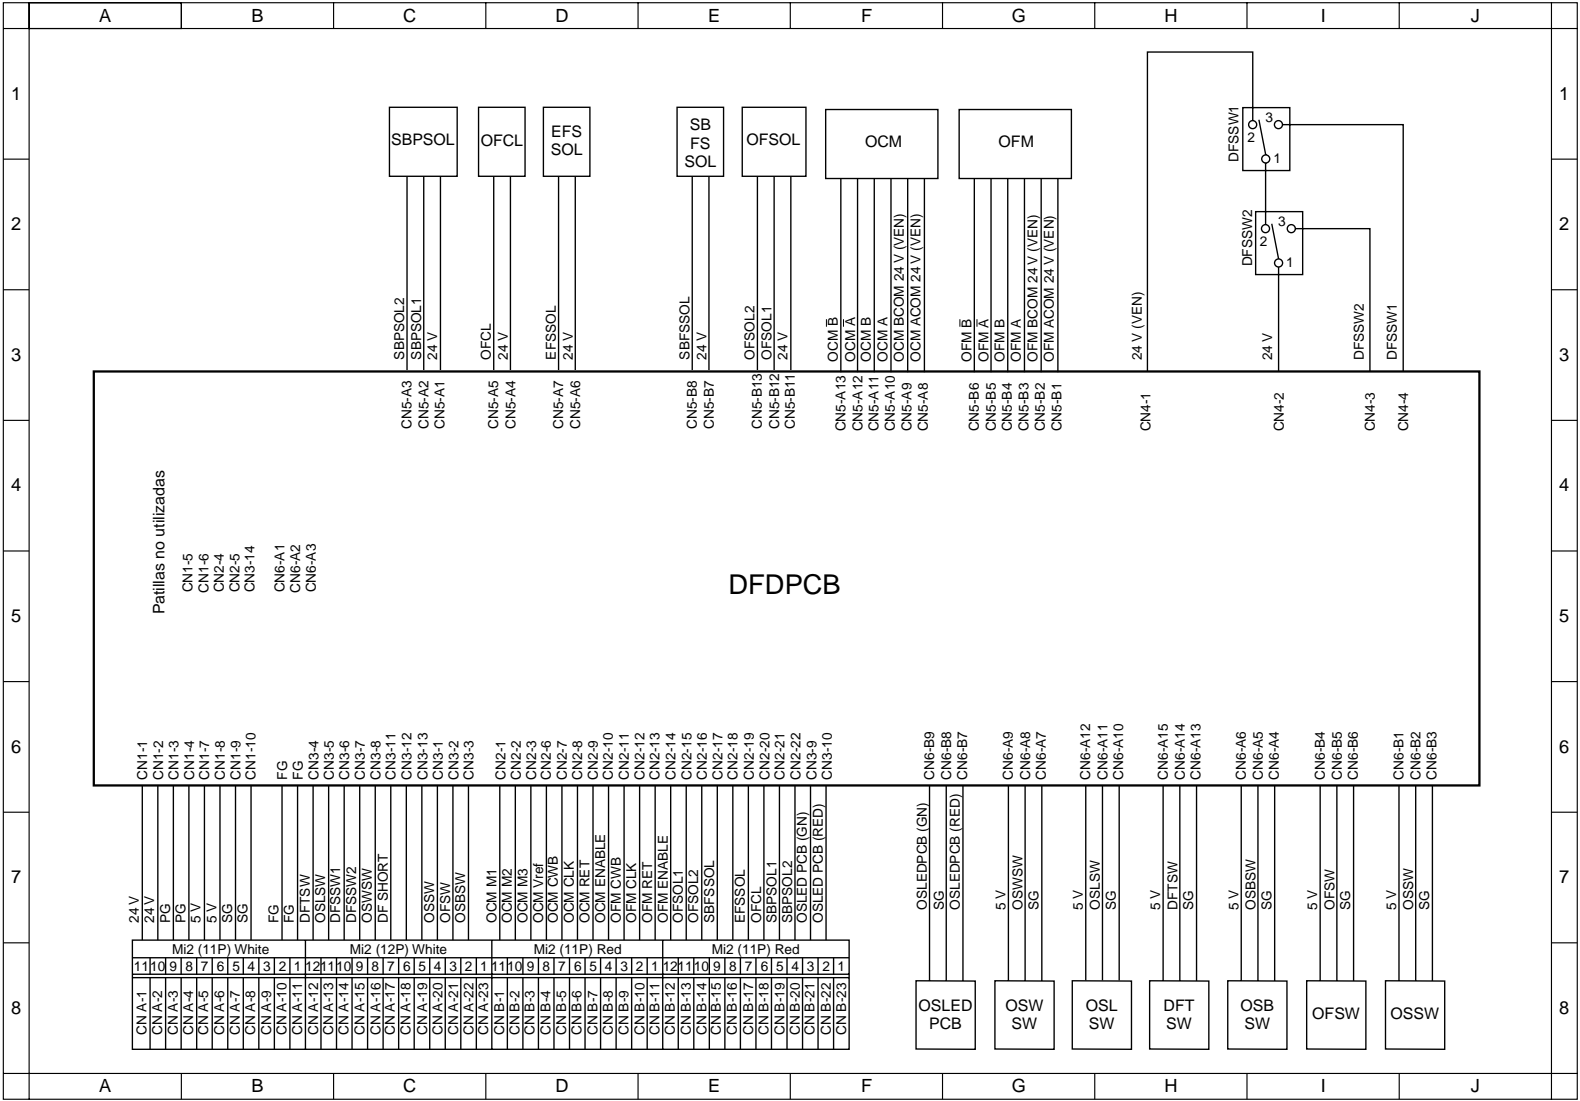 A B C D E F G H I J
1 1
2 2
3 3
4 4
5 5
6 6
7 7
8 8
SBPSOL
OFCL
EFS
SOL
SB
FS
SOL
OFSOL
OCM
OFM
DFSSW1
2 3 1
DFSSW2
2 3 1
SBPSOL2
SBPSOL1
24 V
OFCL
24 V
EFSSOL
24 V
SBFSSOL
24 V
OFSOL2
OFSOL1
24 V
OCM B̅
OCM A̅
OCM B
OCM A
OCM BCOM 24 V (VEN)
OCM ACOM 24 V (VEN)
OFM B̅
OFM A̅
OFM B
OFM A
OFM BCOM 24 V (VEN)
OFM ACOM 24 V (VEN)
24 V (VEN)
24 V
DFSSW2
DFSSW1
CN5-A3
CN5-A2
CN5-A1
CN5-A5
CN5-A4
CN5-A7
CN5-A6
CN5-B8
CN5-B7
CN5-B13
CN5-B12
CN5-B11
CN5-A13
CN5-A12
CN5-A11
CN5-A10
CN5-A9
CN5-A8
CN5-B6
CN5-B5
CN5-B4
CN5-B3
CN5-B2
CN5-B1
CN4-1
CN4-2
CN4-3
CN4-4
Patillas no utilizadas
CN1-5
CN1-6
CN2-4
CN2-5
CN3-14
CN6-A1
CN6-A2
CN6-A3
DFDPCB
CN1-1
CN1-2
CN1-3
CN1-4
CN1-7
CN1-8
CN1-9
CN1-10
FG
FG
CN3-4
CN3-5
CN3-6
CN3-7
CN3-8
CN3-11
CN3-12
CN3-13
CN3-1
CN3-2
CN3-3
CN2-1
CN2-2
CN2-3
CN2-6
CN2-7
CN2-8
CN2-9
CN2-10
CN2-11
CN2-12
CN2-13
CN2-14
CN2-15
CN2-16
CN2-17
CN2-18
CN2-19
CN2-20
CN2-21
CN2-22
CN3-9
CN3-10
CN6-B9
CN6-B8
CN6-B7
CN6-A9
CN6-A8
CN6-A7
CN6-A12
CN6-A11
CN6-A10
CN6-A15
CN6-A14
CN6-A13
CN6-A6
CN6-A5
CN6-A4
CN6-B4
CN6-B5
CN6-B6
CN6-B1
CN6-B2
CN6-B3
24 V
24 V
PG
PG
5 V
5 V
SG
SG
FG
FG
DFTSW
OSLSW
DFSSW1
DFSSW2
OSWSW
DF SHORT
OSSW
OFSW
OSBSW
OCM M1
OCM M2
OCM M3
OCM Vref
OCM CWB
OCM CLK
OCM RET
OCM ENABLE
OFM CWB
OFM CLK
OFM RET
OFM ENABLE
OFSOL1
OFSOL2
SBFSSOL
EFSSOL
OFCL
SBPSOL1
SBPSOL2
OSLED PCB (GN)
OSLED PCB (RED)
OSLEDPCB (GN)
SG
OSLEDPCB (RED)
5 V
OSWSW
SG
5 V
OSLSW
SG
5 V
DFTSW
SG
OSBSW
5 V
SG
5 V
OFSW
SG
5 V
OSSW
SG
Mi2 (11P) White
Mi2 (12P) White
Mi2 (11P) Red
Mi2 (11P) Red
11 10 9 8 7 6 5 4 3 2 1 12 11 10 9 8 7 6 5 4 3 2 1 11 10 9 8 7 6 5 4 3 2 1 12 11 10 9 8 7 6 5 4 3 2 1
CN A-1
CN A-2
CN A-3
CN A-4
CN A-5
CN A-6
CN A-7
CN A-8
CN A-9
CN A-10
CN A-11
CN A-12
CN A-13
CN A-14
CN A-15
CN A-16
CN A-17
CN A-18
CN A-19
CN A-20
CN A-21
CN A-22
CN A-23
CN B-1
CN B-2
CN B-3
CN B-4
CN B-5
CN B-6
CN B-7
CN B-8
CN B-9
CN B-10
CN B-11
CN B-12
CN B-13
CN B-14
CN B-15
CN B-16
CN B-17
CN B-18
CN B-19
CN B-20
CN B-21
CN B-22
CN B-23
OSLED
PCB
OSW
SW
OSL
SW
DFT
SW
OSB
SW
OFSW
OSSW
A B C D E F G H I J